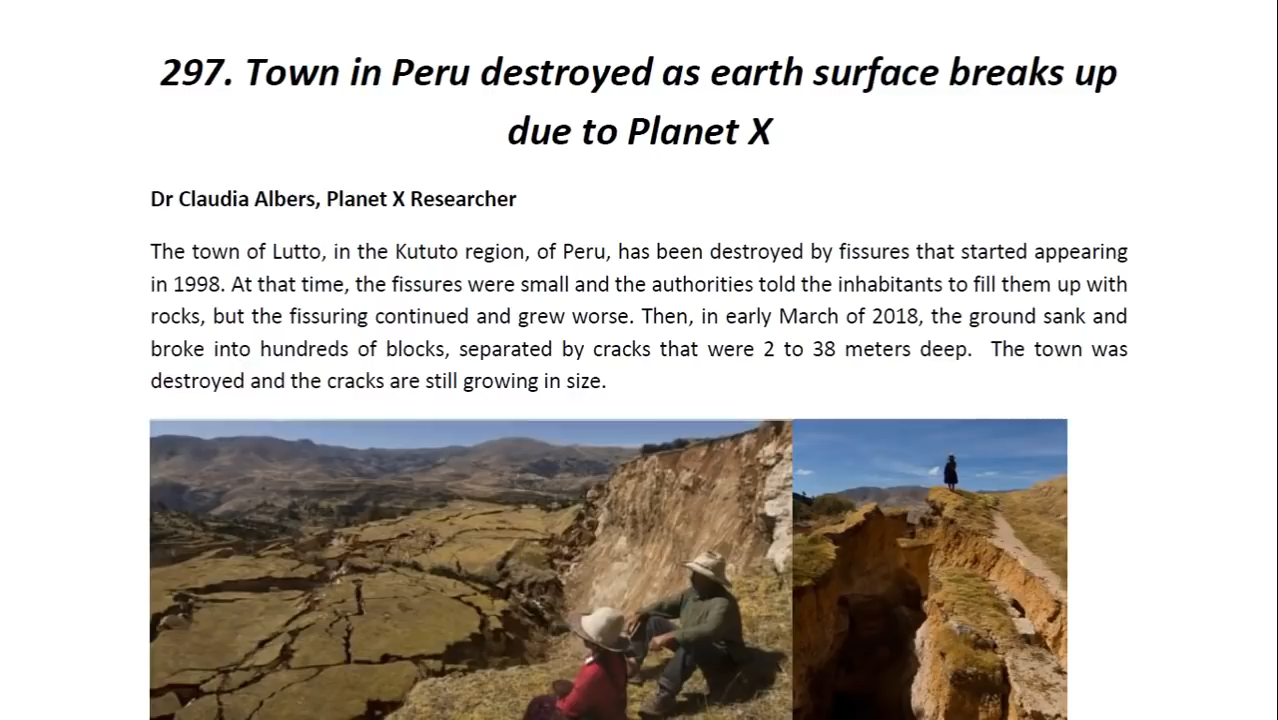 297. Town in Peru destroyed as earth surface breaks up
due to Planet X
Dr Claudia Albers, Planet X Researcher
The town of Lutto, in the Kututo region, of Peru, has been destroyed by fissures that started appearing
in 1998. At that time, the fissures were small and the authorities told the inhabitants to fill them up with
rocks, but the fissuring continued and grew worse. Then, in early March of 2018, the ground sank and
broke into hundreds of blocks, separated by cracks that were 2 to 38 meters deep. The town was
destroyed and the cracks are still growing in size.